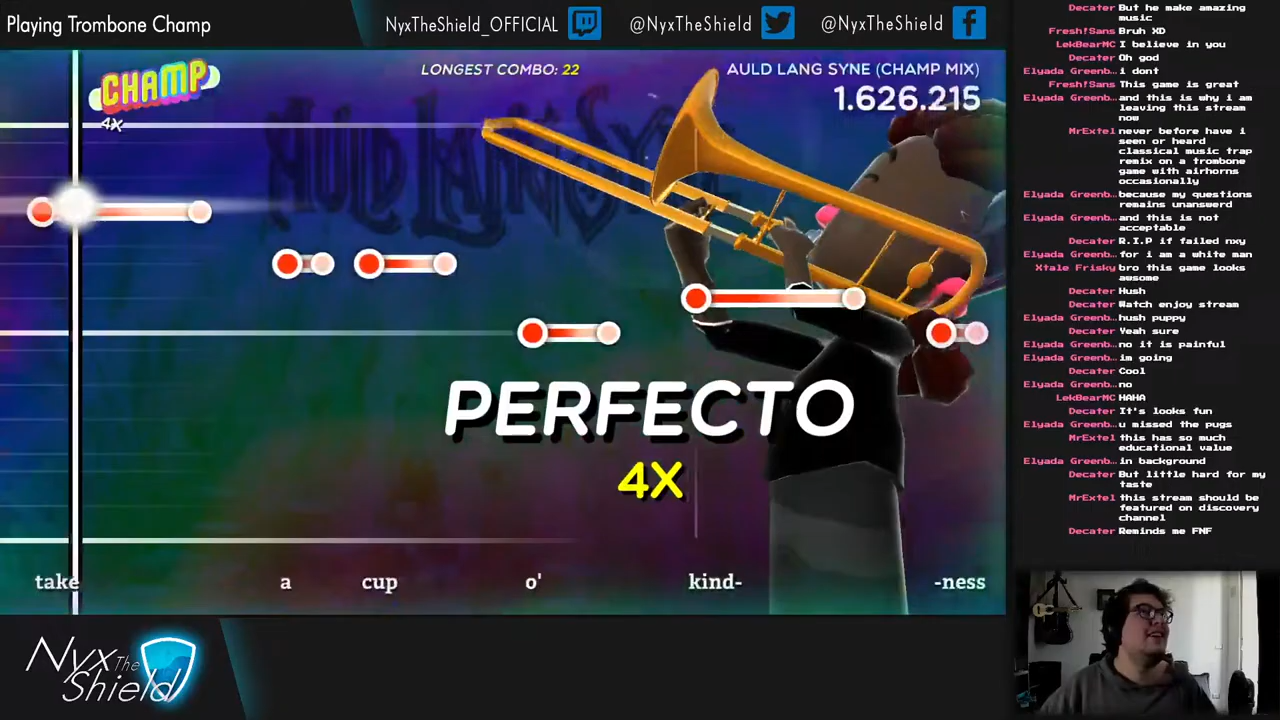 Playing Trombone Champ
NyxTheShield_OFFICIAL
@NyxTheShield
@NyxTheShield
CHAMP
4X
LONGEST COMBO: 22
AULD LANG SYNE (CHAMP MIX)
1.626.215
AULD LANG SYNE
PERFECTO
4X
take
a
cup
o'
kind-
-ness
Nyx
The
Shield
Decater But he make amazing
music
Fresh!Sans Bruh XD
LekBearMC I believe in you
Decater Oh god
Elyada Greenb… i dont
Fresh!Sans This game is great
Elyada Greenb… and this is why i am
leaving this stream
now
MrExtel never before have i
seen or heard
classical music trap
remix on a trombone
game with airhorns
occasionally
Elyada Greenb… because my questions
remains unanswerd
Elyada Greenb… and this is not
acceptable
Decater R.I.P if failed nxy
Elyada Greenb… for i am a white man
Xtale Frisky bro this game looks
awsome
Decater Hush
Decater Watch enjoy stream
Elyada Greenb… hush puppy
Decater Yeah sure
Elyada Greenb… no it is painful
Elyada Greenb… im going
Decater Cool
Elyada Greenb… no
LekBearMC HAHA
Decater It's looks fun
Elyada Greenb… u missed the pugs
MrExtel this has so much
educational value
Elyada Greenb… in background
Decater But little hard for my
taste
MrExtel this stream should be
featured on discovery
channel
Decater Reminds me FNF